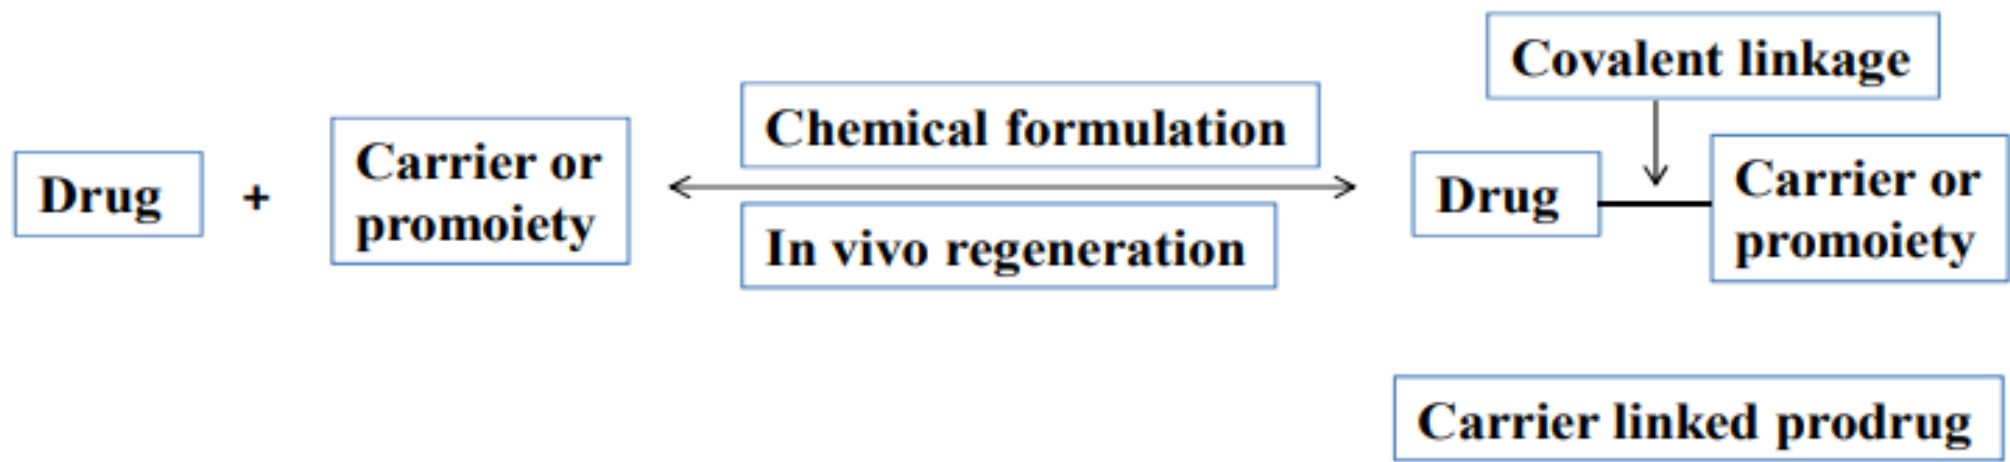 Drug
+
Carrier or
promoiety
Chemical formulation
In vivo regeneration
Covalent linkage
Drug
Carrier or
promoiety
Carrier linked prodrug